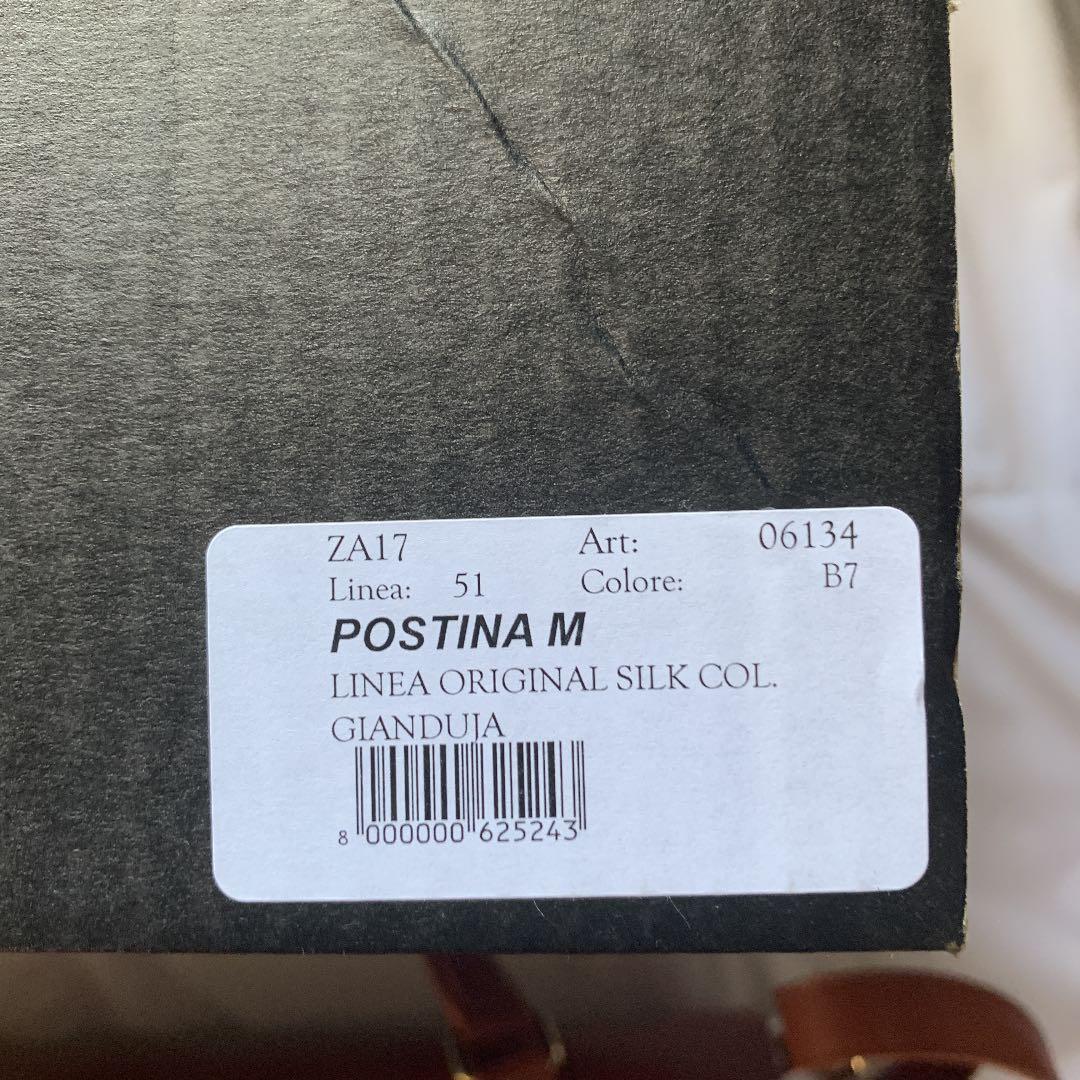 ZA17 Art: 06134
Linea: 51 Colore: B7
POSTINA M
LINEA ORIGINAL SILK COL.
GIANDUJA
8 000000 625243